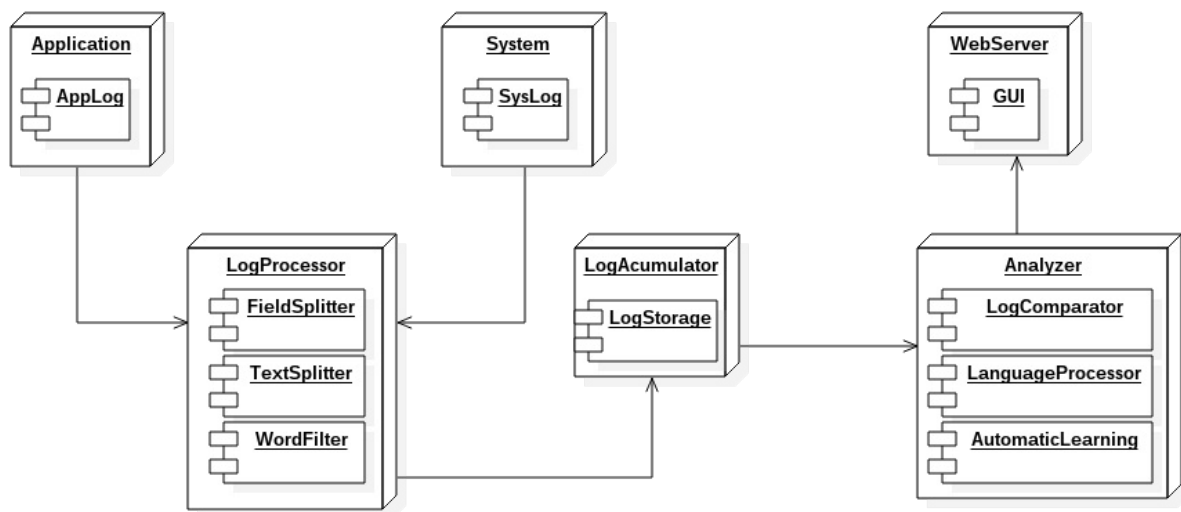 Application
AppLog
System
SysLog
WebServer
GUI
LogProcessor
FieldSplitter
TextSplitter
WordFilter
LogAcumulator
LogStorage
Analyzer
LogComparator
LanguageProcessor
AutomaticLearning